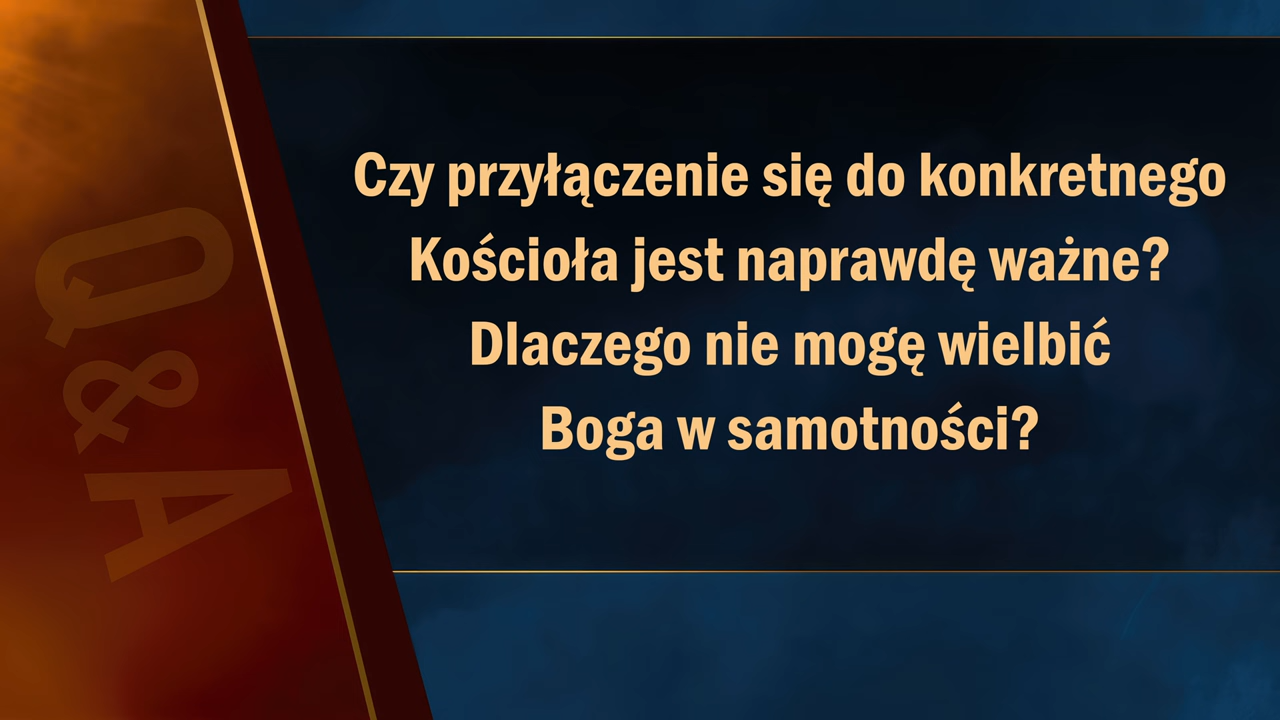 Q&A
Czy przyłączenie się do konkretnego
Kościoła jest naprawdę ważne?
Dlaczego nie mogę wielbić
Boga w samotności?